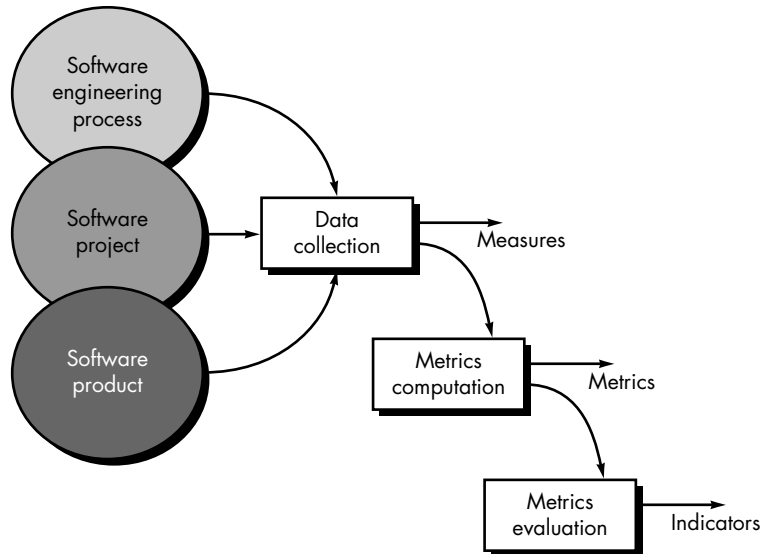 Software
engineering
process
Software
project
Software
product
Data
collection
Measures
Metrics
computation
Metrics
Metrics
evaluation
Indicators